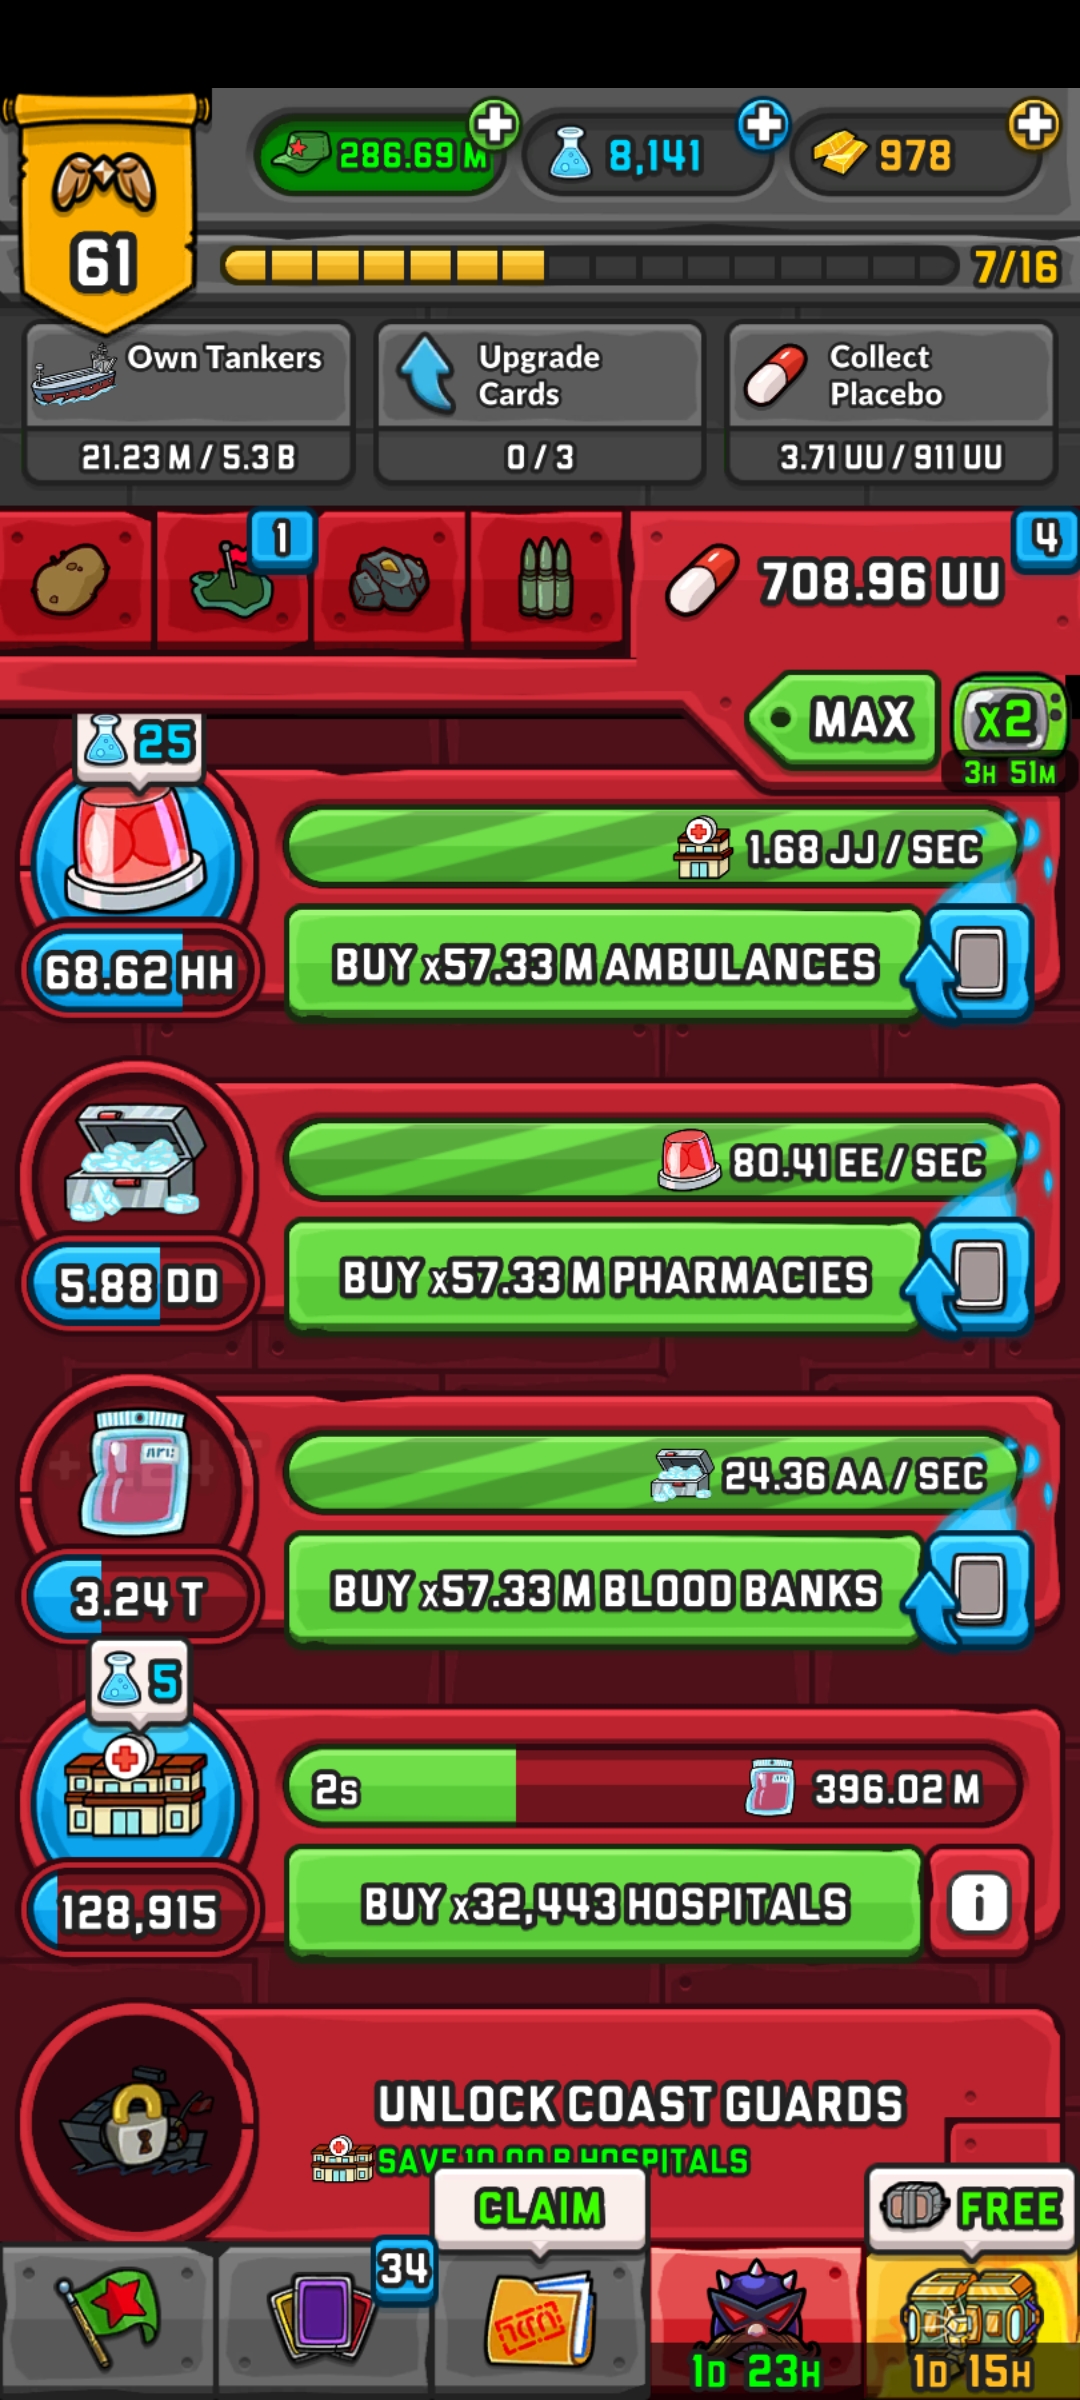 286.69 M
8,141
978
61
7/16
Own Tankers
21.23 M / 5.3 B
Upgrade
Cards
0 / 3
Collect
Placebo
3.71 UU / 911 UU
1
4
708.96 UU
MAX
x2
3H 51M
25
1.68 JJ / SEC
68.62 HH
BUY x57.33 M AMBULANCES
80.41 EE / SEC
5.88 DD
BUY x57.33 M PHARMACIES
24.36 AA / SEC
3.24 T
BUY x57.33 M BLOOD BANKS
5
2s
396.02 M
128,915
BUY x32,443 HOSPITALS
i
UNLOCK COAST GUARDS
SAVE 10.00 B HOSPITALS
CLAIM
FREE
34
1D 23H
1D 15H